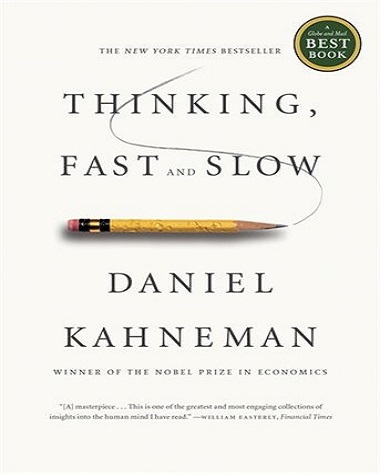 A
Globe and Mail
BEST
BOOK
THE NEW YORK TIMES BESTSELLER
THINKING,
FAST AND SLOW
DANIEL
KAHNEMAN
WINNER OF THE NOBEL PRIZE IN ECONOMICS
"[A] masterpiece . . . This is one of the greatest and most engaging collections of
insights into the human mind I have read." —WILLIAM EASTERLY, Financial Times